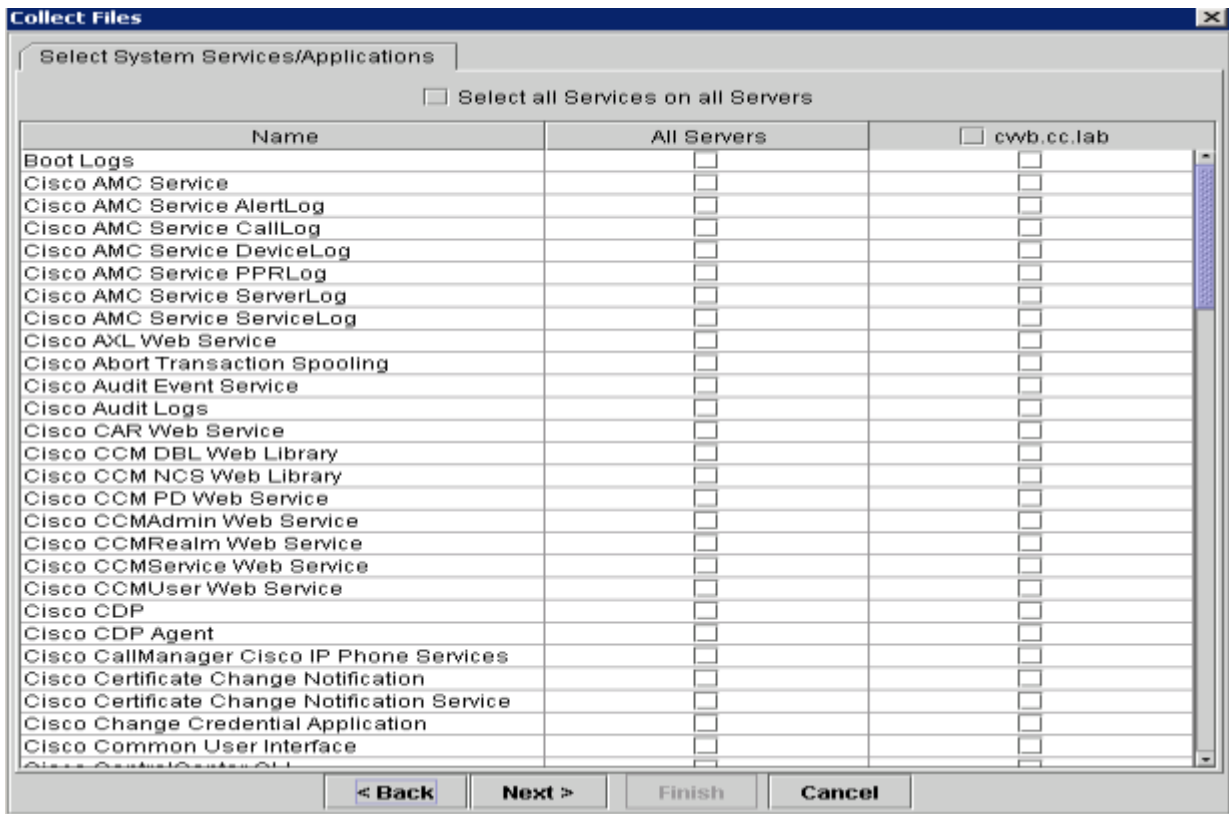 Collect Files
Select System Services/Applications
Select all Services on all Servers
Name All Servers cwb.cc.lab
Boot Logs
Cisco AMC Service
Cisco AMC Service AlertLog
Cisco AMC Service CallLog
Cisco AMC Service DeviceLog
Cisco AMC Service PPRLog
Cisco AMC Service ServerLog
Cisco AMC Service ServiceLog
Cisco AXL Web Service
Cisco Abort Transaction Spooling
Cisco Audit Event Service
Cisco Audit Logs
Cisco CAR Web Service
Cisco CCM DBL Web Library
Cisco CCM NCS Web Library
Cisco CCM PD Web Service
Cisco CCMAdmin Web Service
Cisco CCMRealm Web Service
Cisco CCMService Web Service
Cisco CCMUser Web Service
Cisco CDP
Cisco CDP Agent
Cisco CallManager Cisco IP Phone Services
Cisco Certificate Change Notification
Cisco Certificate Change Notification Service
Cisco Change Credential Application
Cisco Common User Interface
< Back Next > Finish Cancel